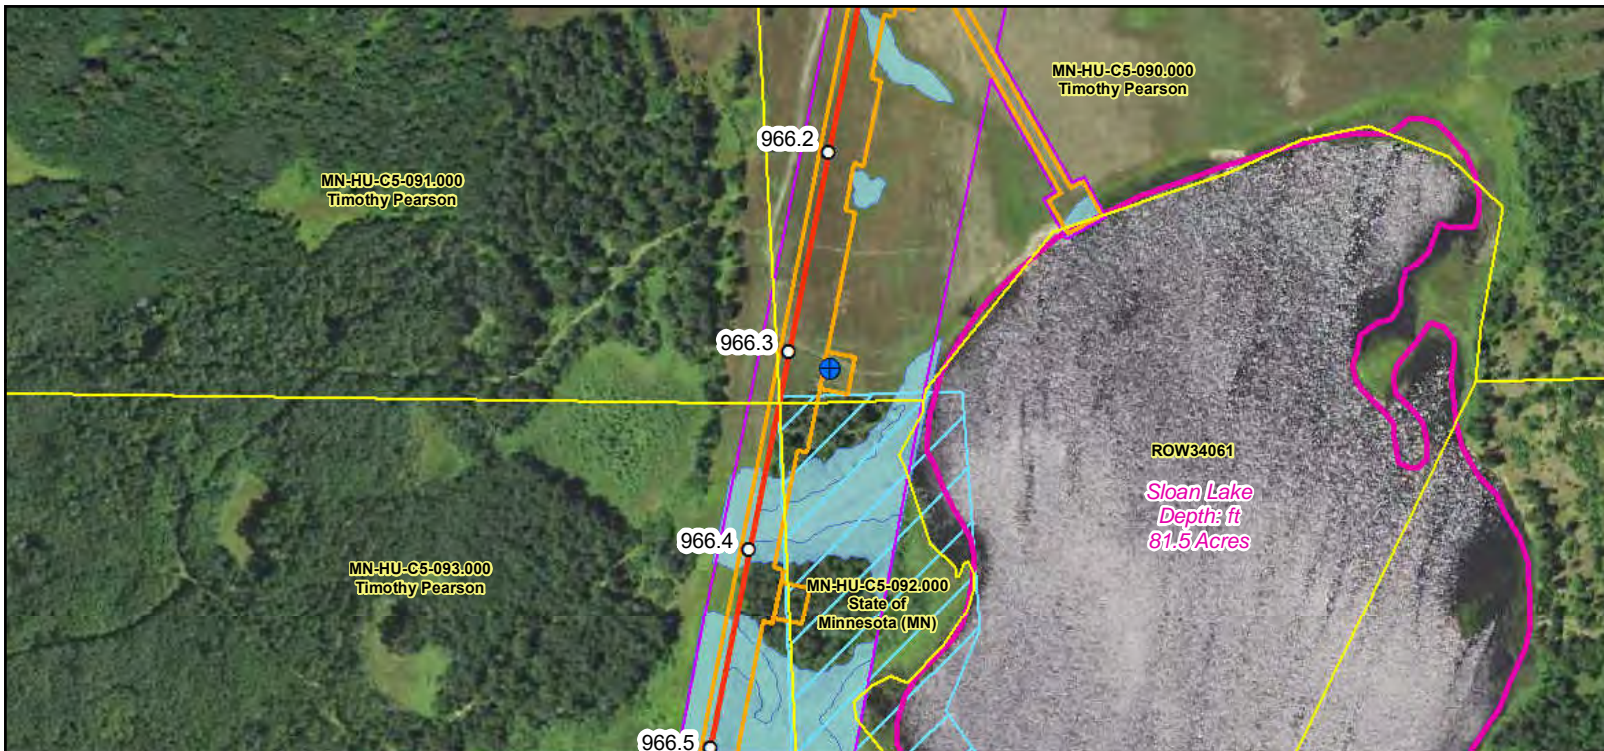 MN-HU-C5-090.000
Timothy Pearson
966.2
MN-HU-C5-091.000
Timothy Pearson
966.3
ROW34061
Sloan Lake
Depth: ft
81.5 Acres
966.4
MN-HU-C5-093.000
Timothy Pearson
MN-HU-C5-092.000
State of
Minnesota (MN)
966.5